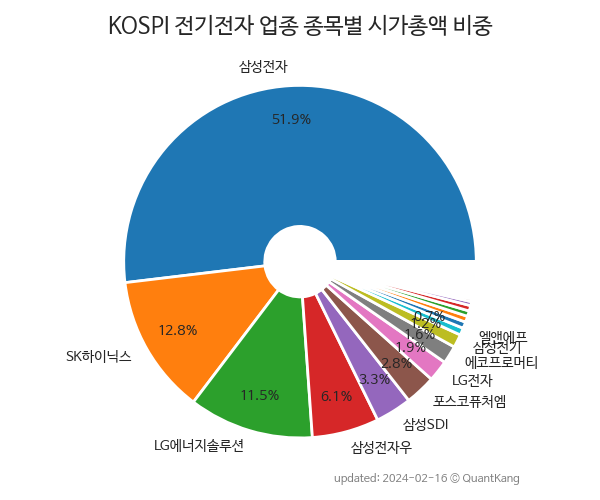 KOSPI 전기전자 업종 종목별 시가총액 비중
삼성전자
51.9%
SK하이닉스
12.8%
LG에너지솔루션
11.5%
삼성전자우
6.1%
삼성SDI
3.3%
포스코퓨처엠
2.8%
LG전자
1.9%
에코프로머티
1.6%
삼성전기
1.2%
엘앤에프
0.7%
updated: 2024-02-16 © QuantKang